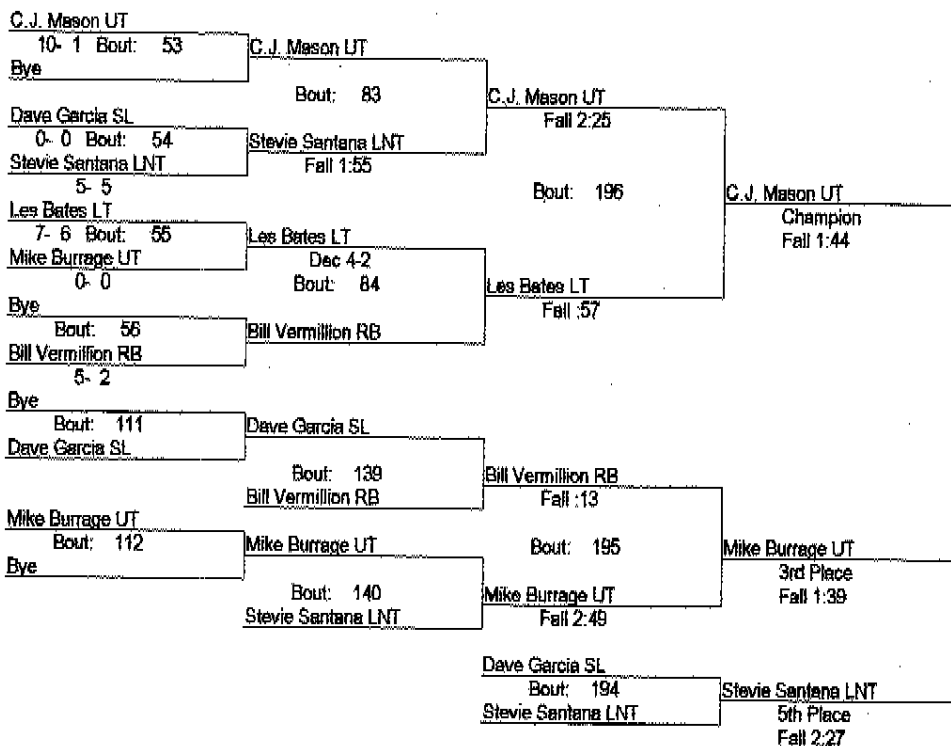 C.J. Mason UT
10- 1 Bout: 53
Bye
C.J. Mason UT
Bout: 83
Dave Garcia SL
0- 0 Bout: 54
Stevie Santana LNT
5- 5
Stevie Santana LNT
Fall 1:55
C.J. Mason UT
Fall 2:25
Bout: 196
Les Bates LT
7- 6 Bout: 55
Mike Burrage UT
0- 0
Les Bates LT
Dec 4-2
Bout: 84
Bye
Bout: 56
Bill Vermillion RB
5- 2
Bill Vermillion RB
Les Bates LT
Fall :57
C.J. Mason UT
Champion
Fall 1:44
Bye
Bout: 111
Dave Garcia SL
Dave Garcia SL
Bout: 139
Bill Vermillion RB
Bill Vermillion RB
Fall :13
Bout: 195
Mike Burrage UT
Bout: 112
Bye
Mike Burrage UT
Bout: 140
Stevie Santana LNT
Mike Burrage UT
Fall 2:49
Mike Burrage UT
3rd Place
Fall 1:39
Dave Garcia SL
Bout: 194
Stevie Santana LNT
Stevie Santana LNT
5th Place
Fall 2:27